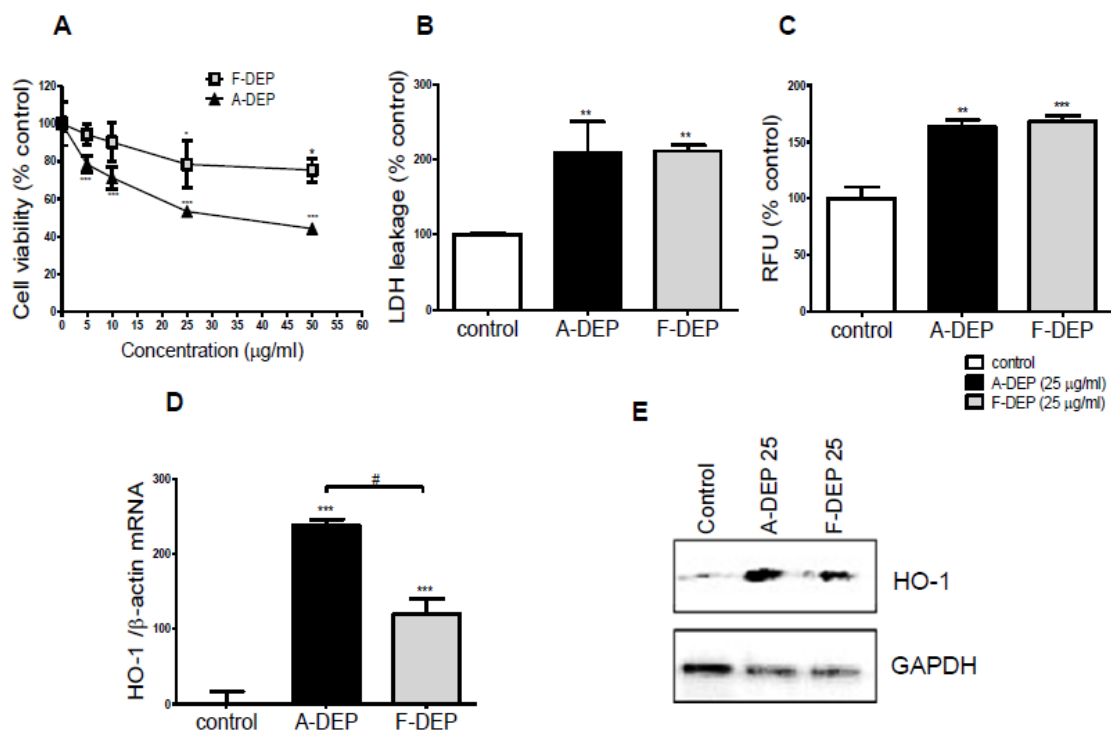 A
B
C
F-DEP
A-DEP
Cell viability (% control)
120
100
80
60
40
20
0
*
*
***
***
***
***
0 5 10 15 20 25 30 35 40 45 50 55 60
Concentration (μg/ml)
LDH leakage (% control)
300
200
100
0
**
**
control A-DEP F-DEP
RFU (% control)
200
150
100
50
0
**
***
control A-DEP F-DEP
control
A-DEP (25 μg/ml)
F-DEP (25 μg/ml)
D
HO-1 /β-actin mRNA
300
200
100
0
#
***
***
control A-DEP F-DEP
E
Control
A-DEP 25
F-DEP 25
HO-1
GAPDH